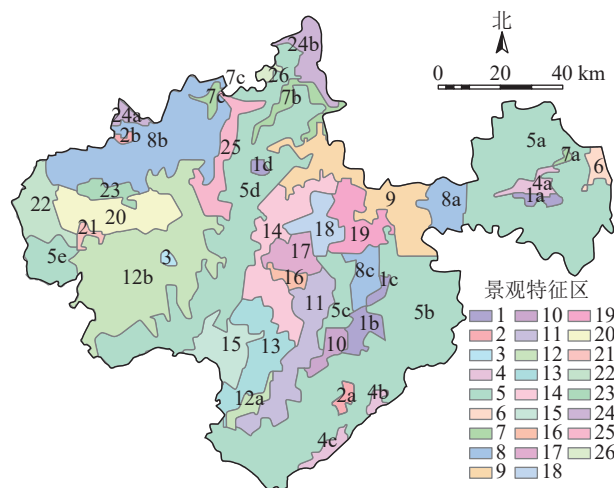 北
0 20 40 km
24b
26
7c
7c
7b
24a
2b
8b
25
1d
5a
7a
6
4a
1a
23
5d
22
20
9
8a
21
14
18
19
5e
3
17
12b
16
8c
1c
11
5c
5b
1b
10
15
13
12a
2a
4b
4c
景观特征区
1 10 19
2 11 20
3 12 21
4 13 22
5 14 23
6 15 24
7 16 25
8 17 26
9 18